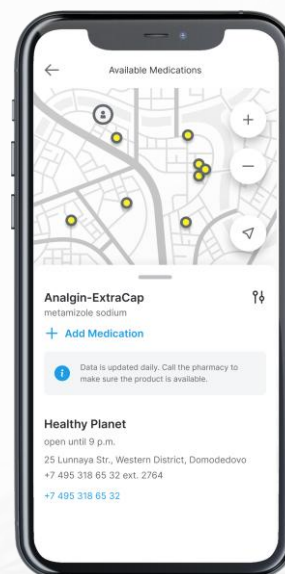 Available Medications
Analgin-ExtraCap
metamizole sodium
+ Add Medication
Data is updated daily. Call the pharmacy to
make sure the product is available.
Healthy Planet
open until 9 p.m.
25 Lunnaya Str., Western District, Domodedovo
+7 495 318 65 32 ext. 2764
+7 495 318 65 32